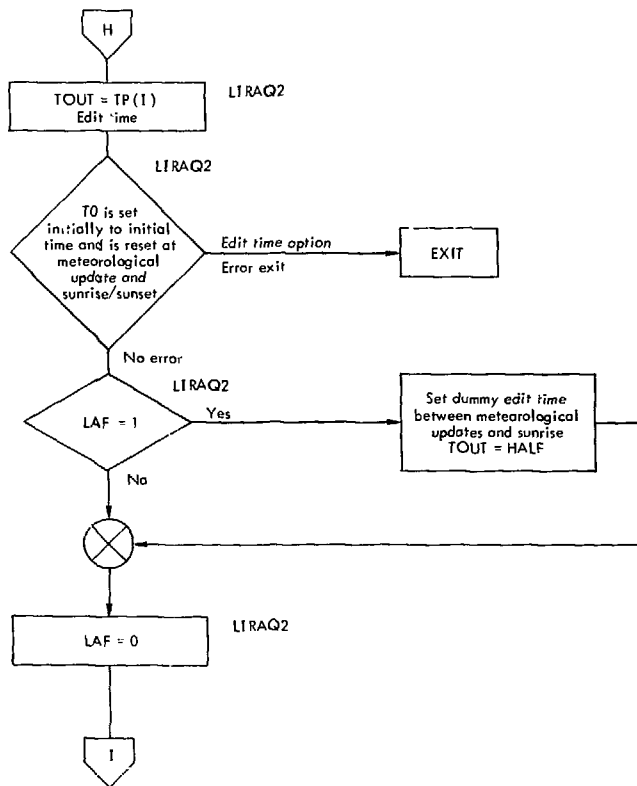 H
TOUT = TP(I)
Edit time
LIRAQ2
LIRAQ2
TO is set
initially to initial
time and is reset at
meteorological
update and
sunrise/sunset
Edit time option
Error exit
EXIT
No error
LIRAQ2
LAF = 1
Yes
Set dummy edit time
between metearological
updates and sunrise
TOUT = HALF
No
LAF = 0
LIRAQ2
I